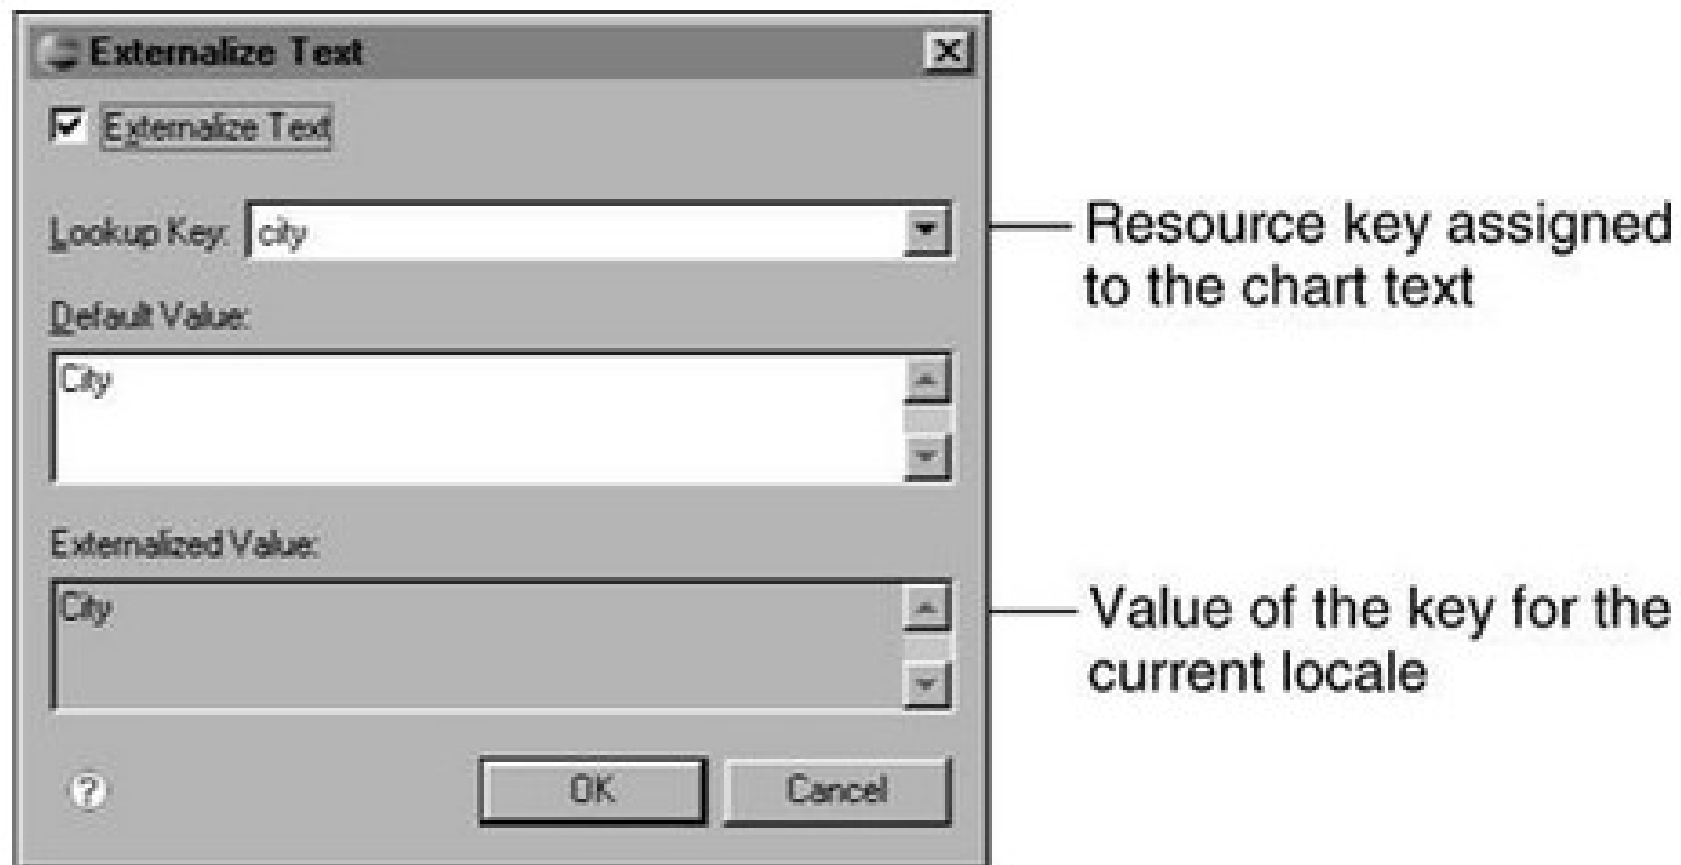 Externalize Text
Externalize Text
Lookup Key: city
Resource key assigned
to the chart text
Default Value:
City
Externalized Value:
City
Value of the key for the
current locale
?
OK
Cancel